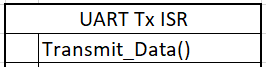 UART Tx ISR
Transmit_Data()